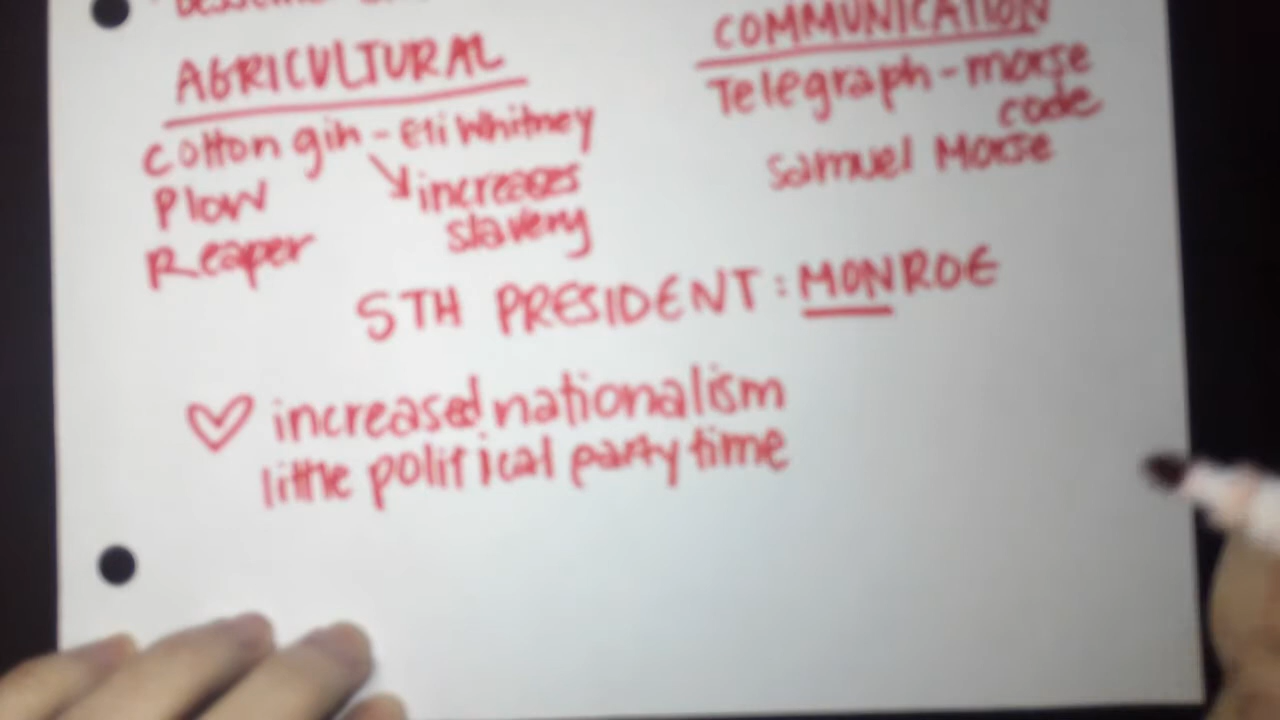 AGRICULTURAL
Cotton gin - Eli Whitney
increases
slavery
Plow
Reaper
COMMUNICATION
Telegraph - morse
code
Samuel Morse
5TH PRESIDENT: MONROE
♡ increased nationalism
little political party time